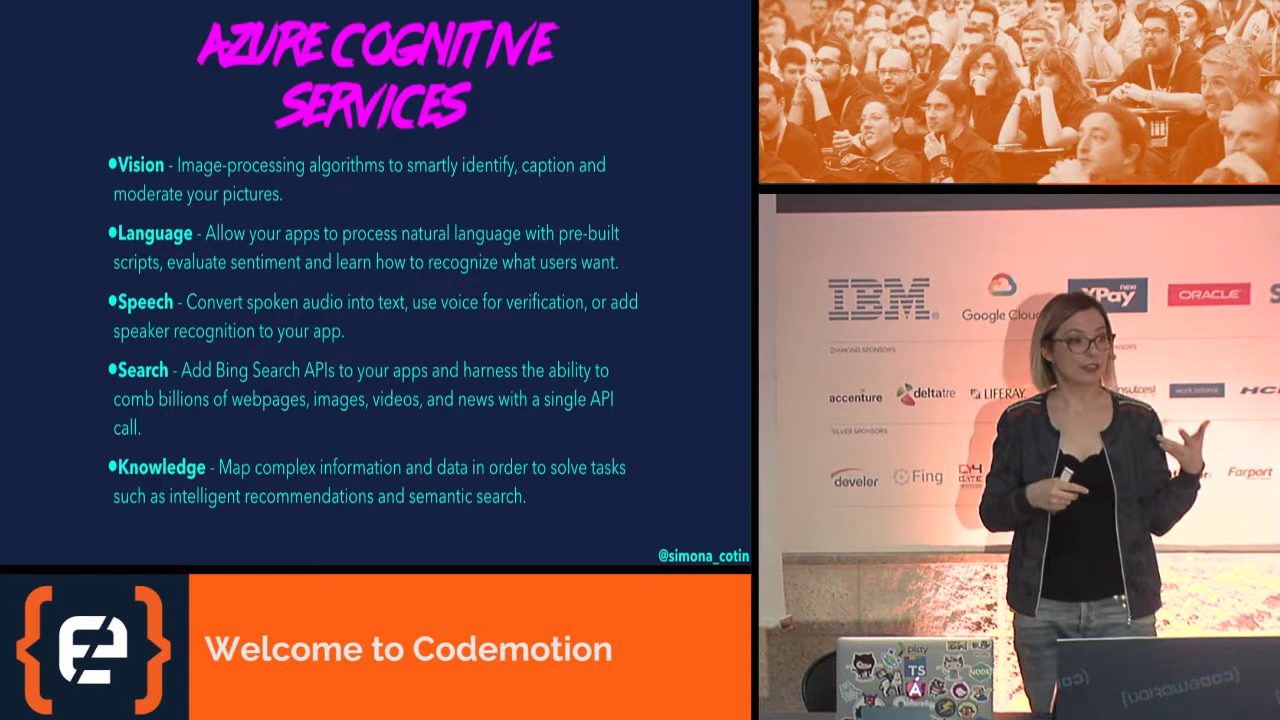 AZURE COGNITIVE
SERVICES
•Vision - Image-processing algorithms to smartly identify, caption and
moderate your pictures.
•Language - Allow your apps to process natural language with pre-built
scripts, evaluate sentiment and learn how to recognize what users want.
•Speech - Convert spoken audio into text, use voice for verification, or add
speaker recognition to your app.
•Search - Add Bing Search APIs to your apps and harness the ability to
comb billions of webpages, images, videos, and news with a single API
call.
•Knowledge - Map complex information and data in order to solve tasks
such as intelligent recommendations and semantic search.
@simona_cotin
Welcome to Codemotion
IBM
Google Cloud
XPay nexi
ORACLE
DIAMOND SPONSORS
SPONSORS
accenture
deltatre
LIFERAY
SILVER SPONSORS
develer
Fing
Farport
play
TS
NODE